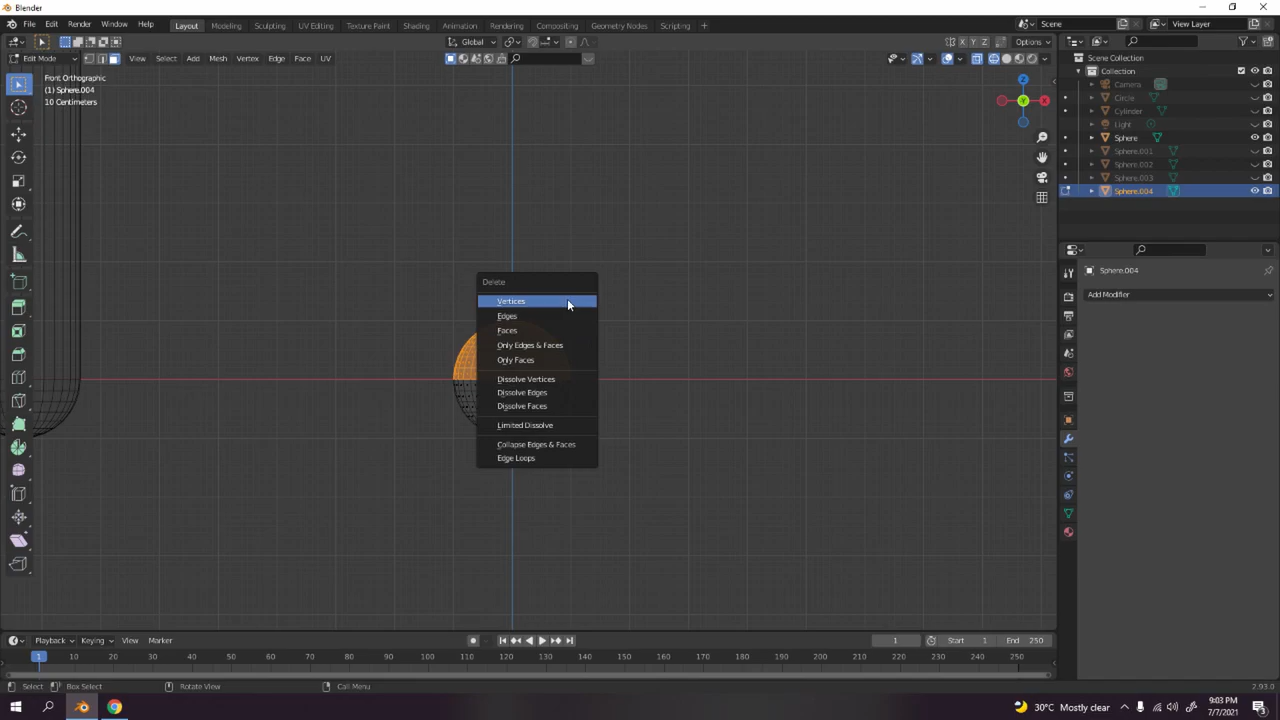 Blender
File Edit Render Window Help
Layout Modeling Sculpting UV Editing Texture Paint Shading Animation Rendering Compositing Geometry Nodes Scripting +
Scene
View Layer
Global
X Y Z
Options
Edit Mode
View Select Add Mesh Vertex Edge Face UV
Front Orthographic
(1) Sphere.004
10 Centimeters
Z
Y
X
Scene Collection
Collection
Camera
Circle
Cylinder
Light
Sphere
Sphere.001
Sphere.002
Sphere.003
Sphere.004
Sphere.004
Add Modifier
Delete
Vertices
Edges
Faces
Only Edges & Faces
Only Faces
Dissolve Vertices
Dissolve Edges
Dissolve Faces
Limited Dissolve
Collapse Edges & Faces
Edge Loops
Playback Keying View Marker
1 Start 1 End 250
1 10 20 30 40 50 60 70 80 90 100 110 120 130 140 150 160 170 180 190 200 210 220 230 240 250
Select Box Select Rotate View Call Menu 2.93.0
30°C Mostly clear
9:03 PM
7/7/2021
3